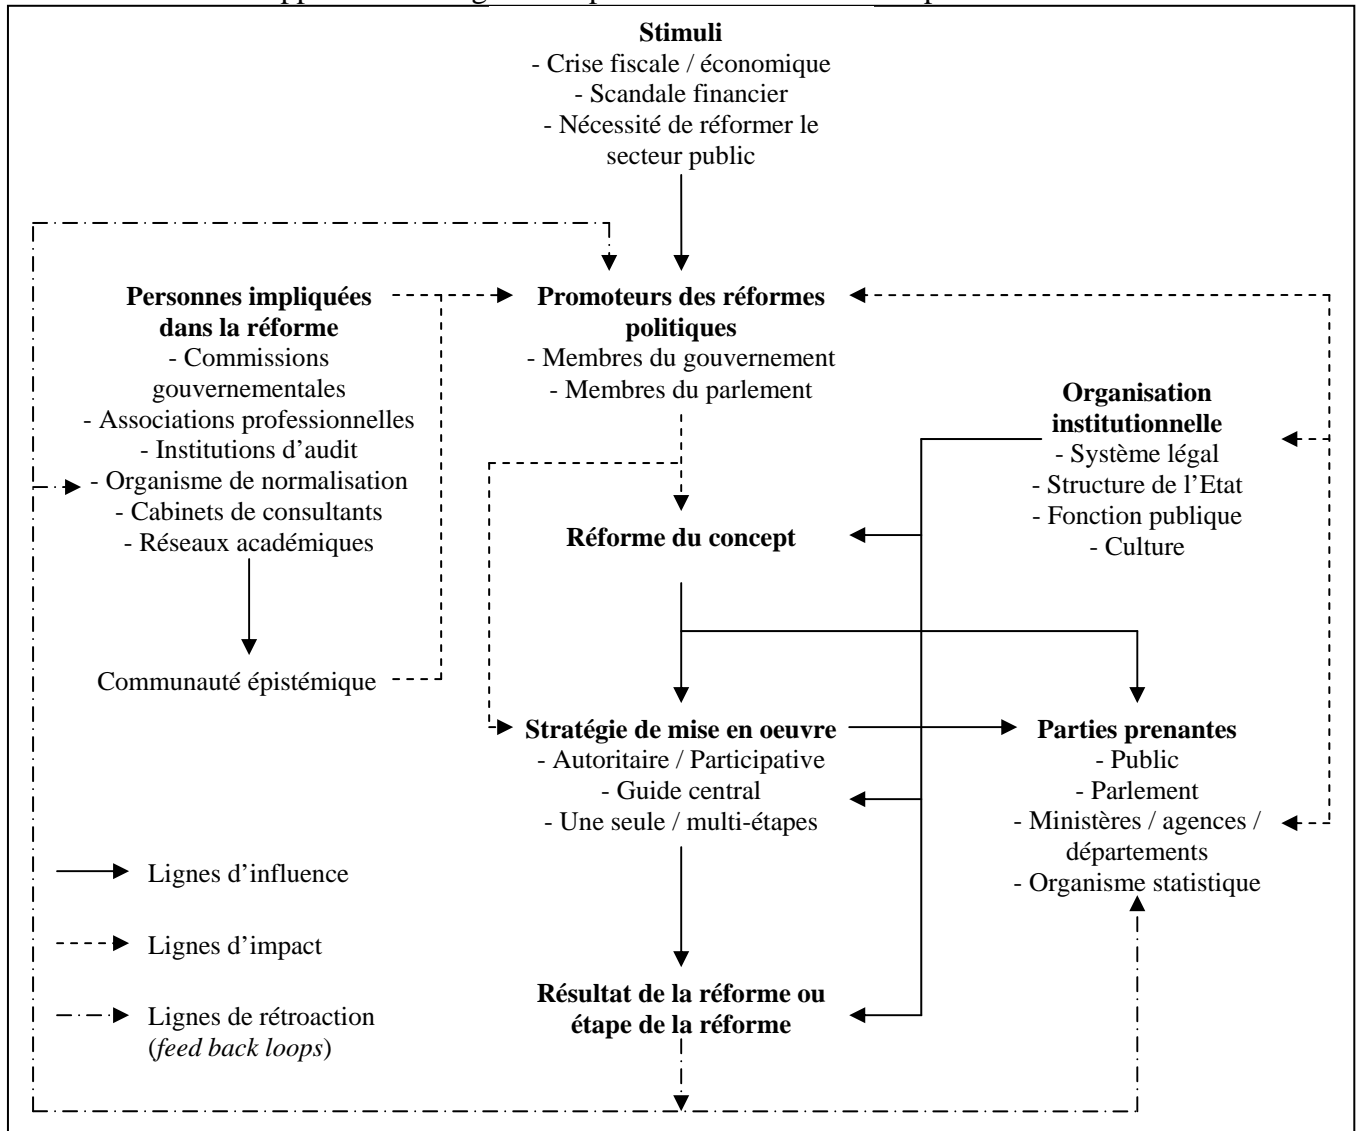 Stimuli
- Crise fiscale / économique
- Scandale financier
- Nécessité de réformer le
secteur public
Personnes impliquées
dans la réforme
- Commissions
gouvernementales
- Associations professionnelles
- Institutions d’audit
- Organisme de normalisation
- Cabinets de consultants
- Réseaux académiques
Communauté épistémique
Promoteurs des réformes
politiques
- Membres du gouvernement
- Membres du parlement
Organisation
institutionnelle
- Système légal
- Structure de l’Etat
- Fonction publique
- Culture
Réforme du concept
Stratégie de mise en oeuvre
- Autoritaire / Participative
- Guide central
- Une seule / multi-étapes
Parties prenantes
- Public
- Parlement
- Ministères / agences /
départements
- Organisme statistique
Résultat de la réforme ou
étape de la réforme
Lignes d’influence
Lignes d’impact
Lignes de rétroaction
(feed back loops)